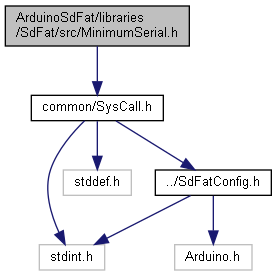 ArduinoSdFat/libraries
/SdFat/src/MinimumSerial.h
common/SysCall.h
stddef.h
../SdFatConfig.h
stdint.h
Arduino.h